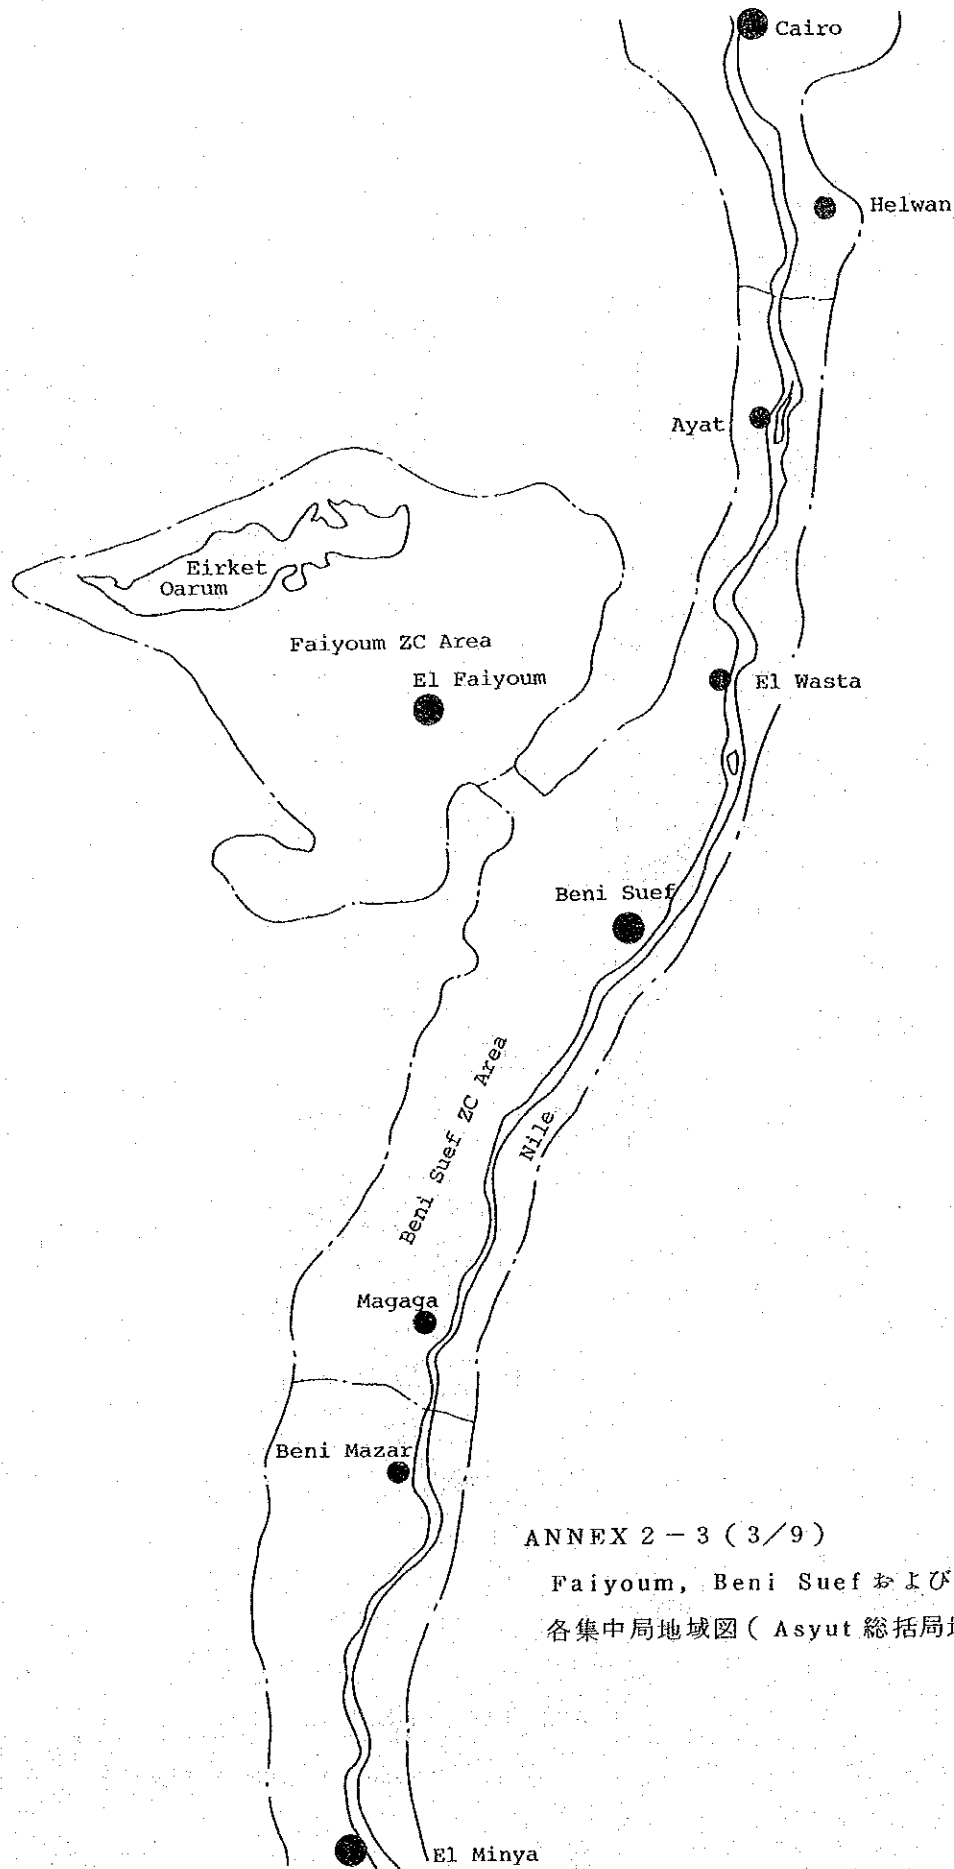 Cairo
Helwan
Ayat
Eirket
Oarum
Faiyoum ZC Area
El Faiyoum
El Wasta
Beni Suef
Beni Suef ZC Area
Nile
Magaga
Beni Mazar
ANNEX 2-3 (3/9)
Faiyoum, Beni Suef および
各集中局地域図 ( Asyut 総括局
El Minya